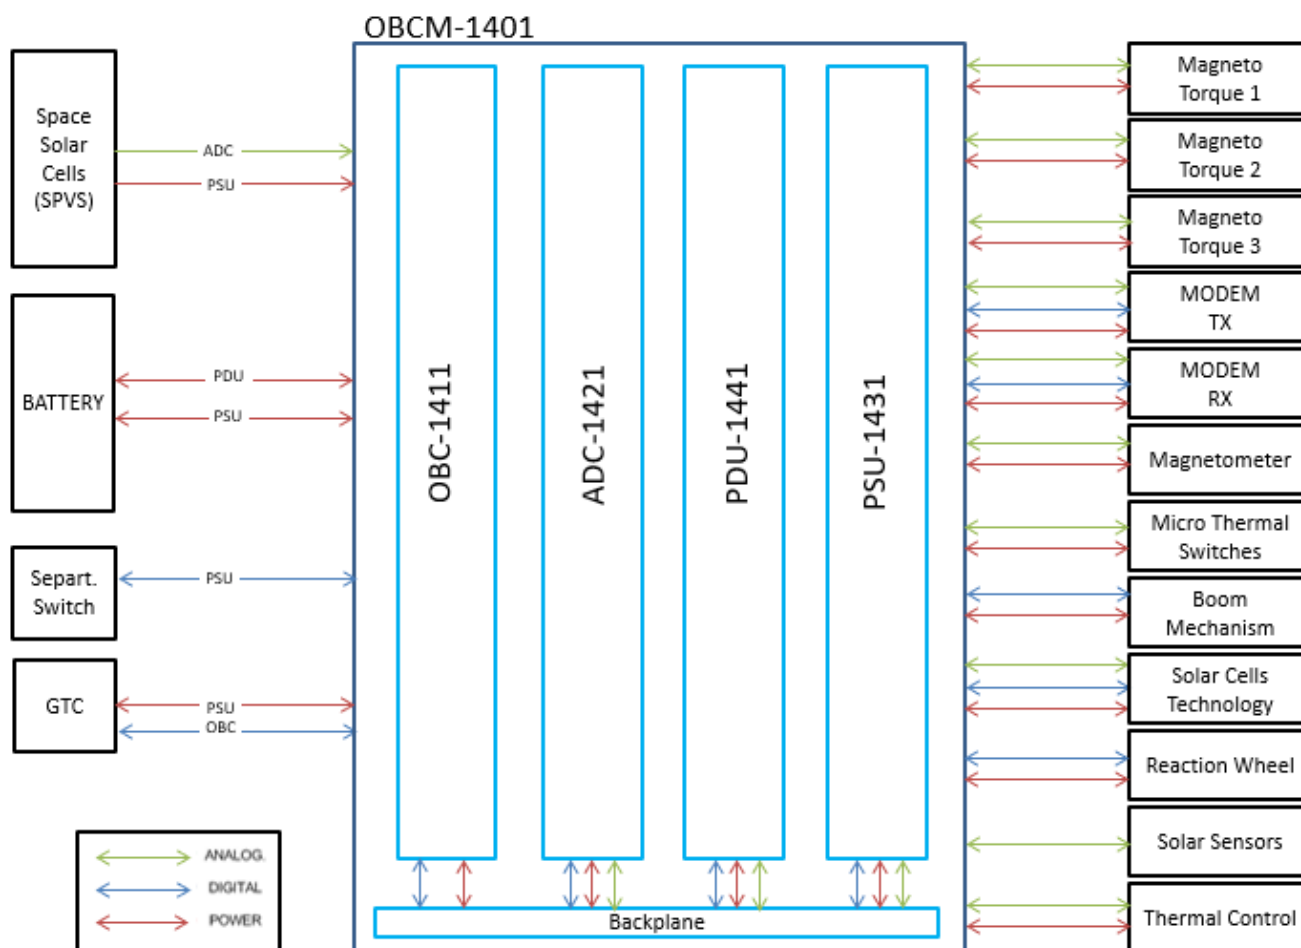 OBCM-1401
Space
Solar
Cells
(SPVS)
ADC
PSU
BATTERY
PDU
PSU
Separt.
Switch
PSU
GTC
PSU
OBC
ANALOG.
DIGITAL
POWER
OBC-1411
ADC-1421
PDU-1441
PSU-1431
Backplane
Magneto
Torque 1
Magneto
Torque 2
Magneto
Torque 3
MODEM
TX
MODEM
RX
Magnetometer
Micro Thermal
Switches
Boom
Mechanism
Solar Cells
Technology
Reaction Wheel
Solar Sensors
Thermal Control